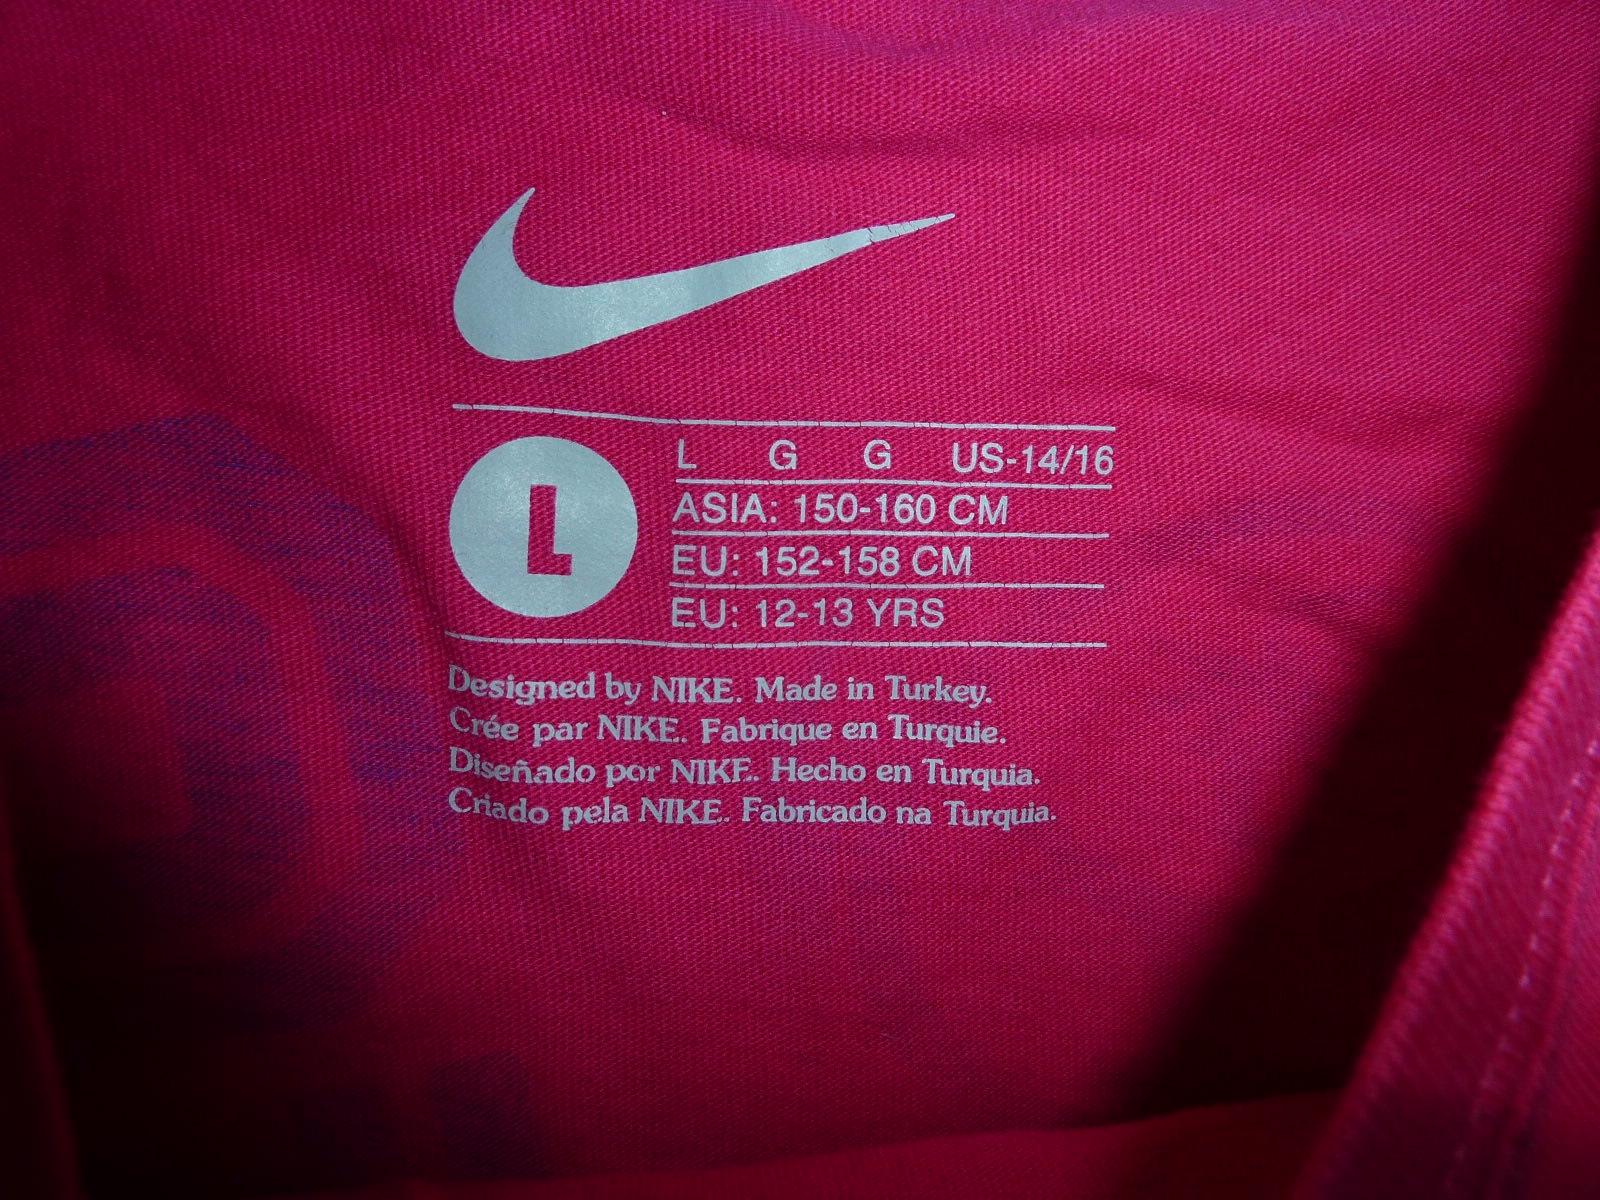 L
L G G US-14/16
ASIA: 150-160 CM
EU: 152-158 CM
EU: 12-13 YRS
Designed by NIKE. Made in Turkey.
Crée par NIKE. Fabrique en Turquie.
Diseñado por NIKE. Hecho en Turquia.
Criado pela NIKE. Fabricado na Turquia.